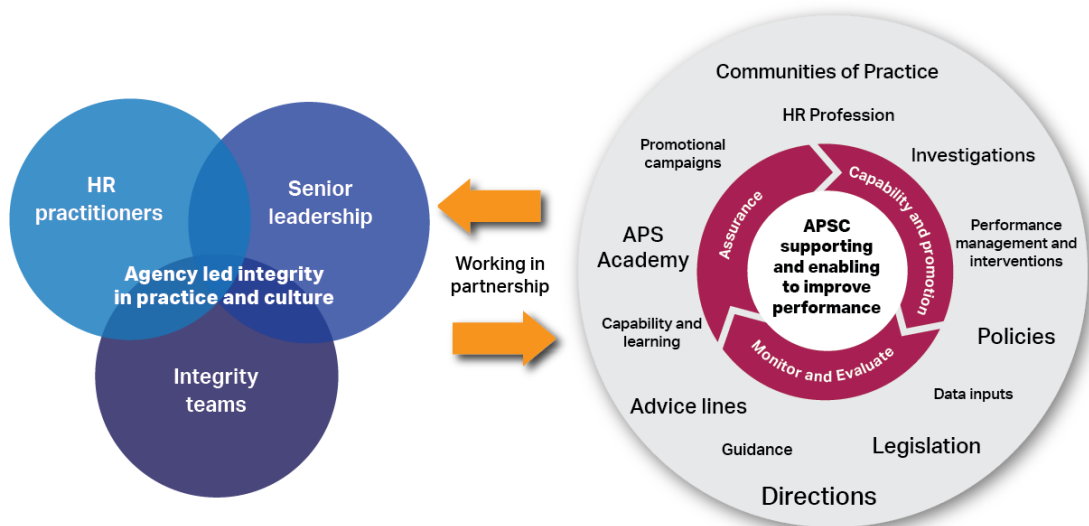 HR
practitioners
Senior
leadership
Agency led integrity
in practice and culture
Integrity
teams
Working in
partnership
Communities of Practice
HR Profession
Promotional
campaigns
Investigations
APS
Academy
Performance
management and
interventions
Capability and
learning
Policies
Advice lines
Data inputs
Guidance
Legislation
Directions
Assurance
Capability and promotion
Monitor and Evaluate
APSC
supporting
and enabling
to improve
performance